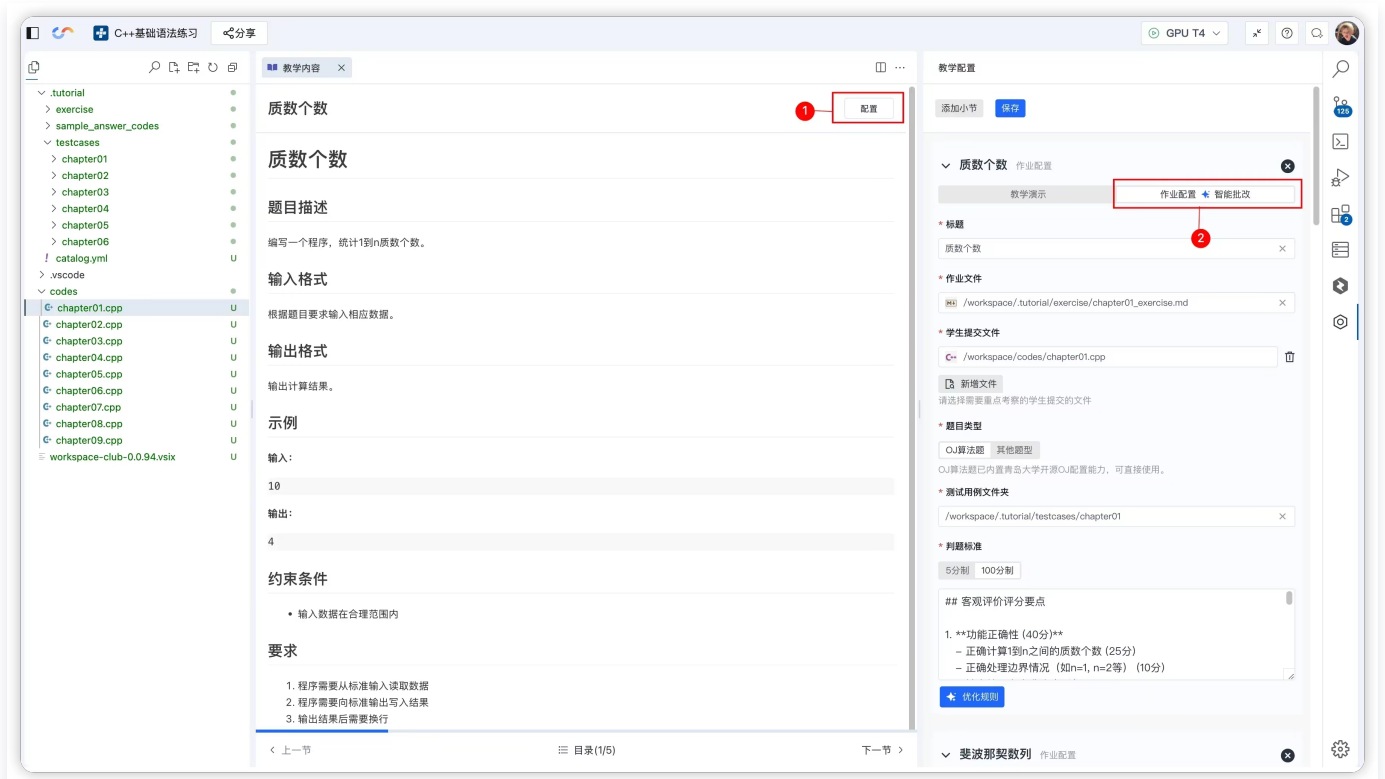 C++基础语法练习
分享
GPU T4
.tutorial
exercise
sample_answer_codes
testcases
chapter01
chapter02
chapter03
chapter04
chapter05
chapter06
! catalog.yml U
.vscode
codes
C++ chapter01.cpp U
C++ chapter02.cpp U
C++ chapter03.cpp U
C++ chapter04.cpp U
C++ chapter05.cpp U
C++ chapter06.cpp U
C++ chapter07.cpp U
C++ chapter08.cpp U
C++ chapter09.cpp U
workspace-club-0.0.94.vsix U
教学内容
质数个数
1
配置
质数个数
题目描述
编写一个程序，统计1到n质数个数。
输入格式
根据题目要求输入相应数据。
输出格式
输出计算结果。
示例
输入：
10
输出：
4
约束条件
• 输入数据在合理范围内
要求
1. 程序需要从标准输入读取数据
2. 程序需要向标准输出写入结果
3. 输出结果后需要换行
上一节
目录(1/5)
下一节
教学配置
添加小节 保存
质数个数 作业配置
教学演示 作业配置 智能批改
2
* 标题
质数个数
* 作业文件
M+ /workspace/.tutorial/exercise/chapter01_exercise.md
* 学生提交文件
C++ /workspace/codes/chapter01.cpp
新增文件
请选择需要重点考察的学生提交的文件
* 题目类型
OJ算法题 其他题型
OJ算法题已内置青岛大学开源OJ配置能力，可直接使用。
* 测试用例文件夹
/workspace/.tutorial/testcases/chapter01
* 判题标准
5分制 100分制
## 客观评价评分要点
1. **功能正确性 (40分)**
– 正确计算1到n之间的质数个数 (25分)
– 正确处理边界情况（如n=1, n=2等） (10分)
优化规则
斐波那契数列 作业配置
125
2